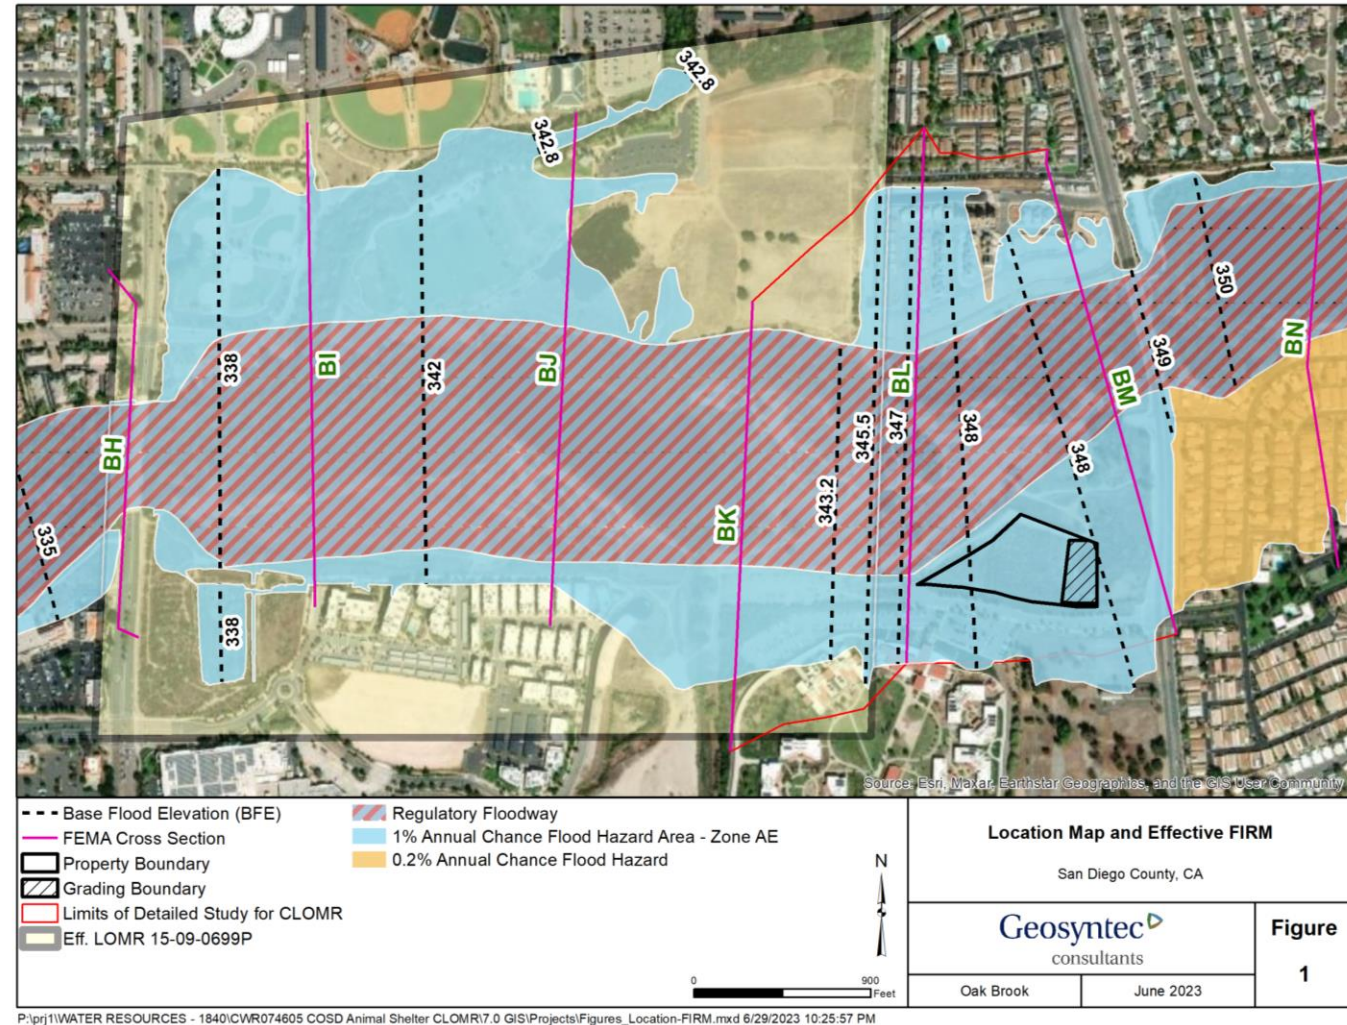 342.8
342.8
338
BI
342
BJ
BH
335
338
BK
343.2
345.5
BL
347
348
348
BM
349
350
BN
Source: Esri, Maxar, Earthstar Geographics, and the GIS User Community
Base Flood Elevation (BFE)
FEMA Cross Section
Property Boundary
Grading Boundary
Limits of Detailed Study for CLOMR
Eff. LOMR 15-09-0699P
Regulatory Floodway
1% Annual Chance Flood Hazard Area - Zone AE
0.2% Annual Chance Flood Hazard
N
0 900
Feet
Location Map and Effective FIRM
San Diego County, CA
Geosyntec
consultants
Oak Brook
June 2023
Figure
1
P:\prj1\WATER RESOURCES - 1840\CWR074605 COSD Animal Shelter CLOMR\7.0 GIS\Projects\Figures_Location-FIRM.mxd 6/29/2023 10:25:57 PM